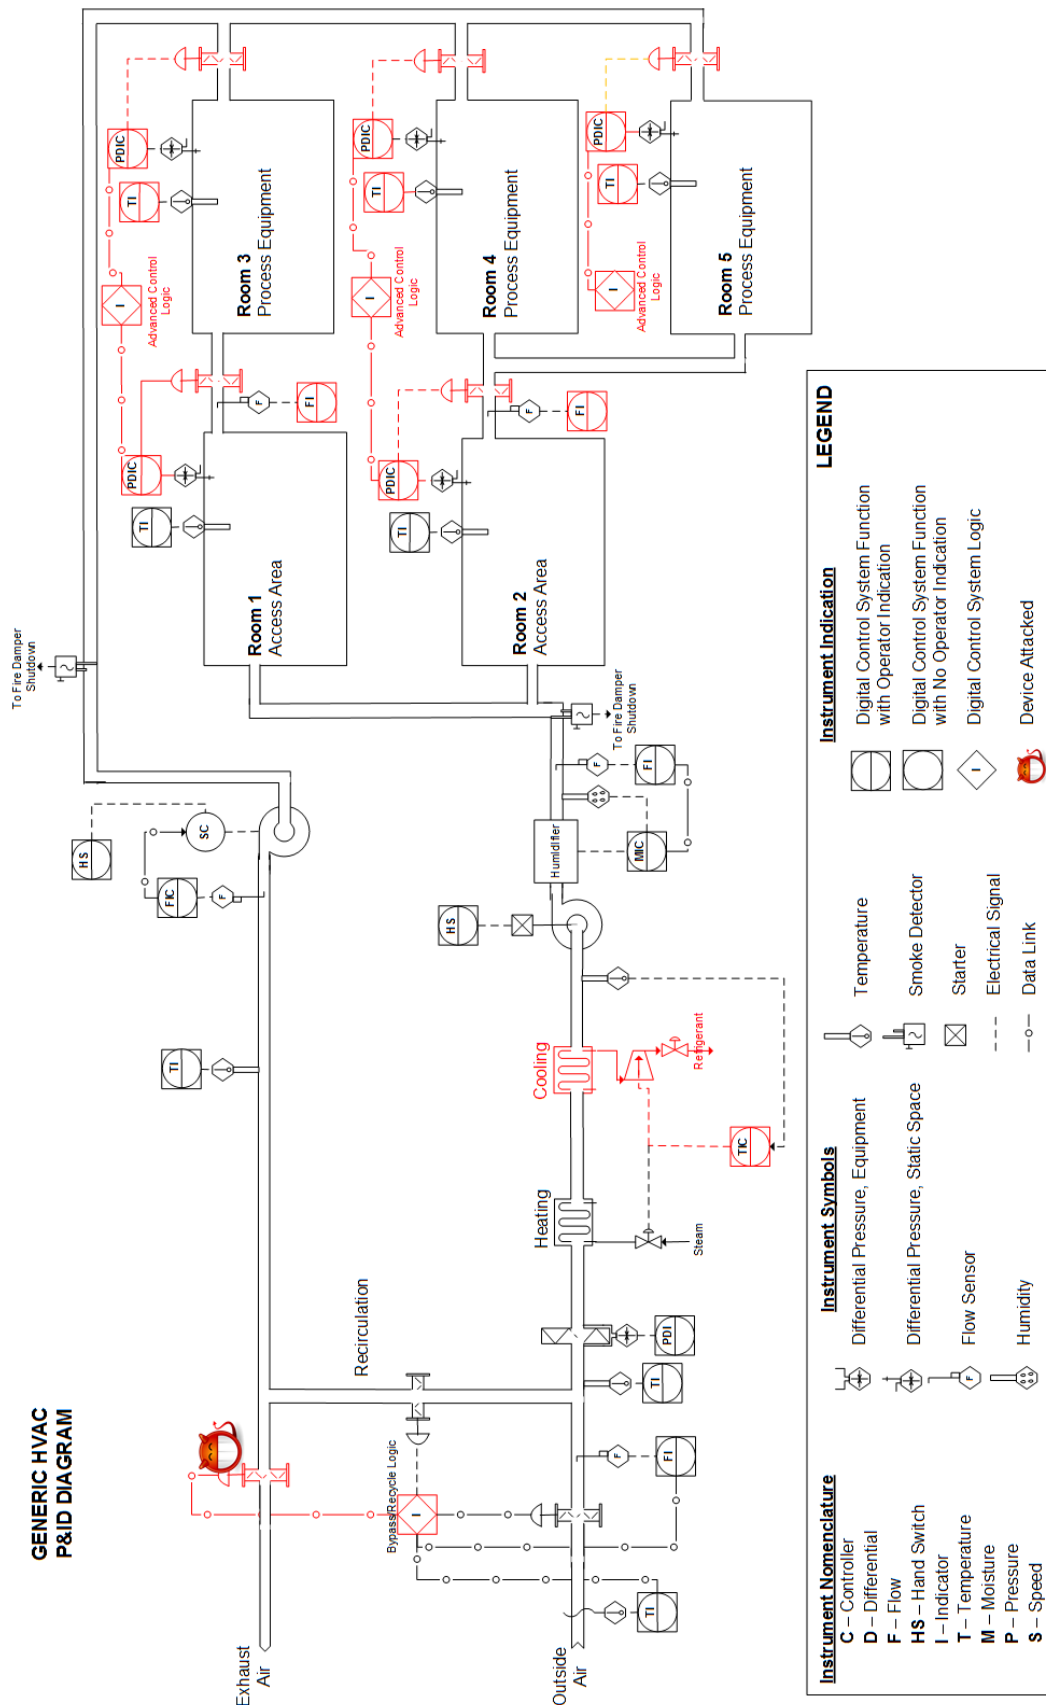 GENERIC HVAC
P&ID DIAGRAM
Exhaust
Air
Outside
Air
TI
Bypass/Recycle Logic
I
FI
Recirculation
TI
PDI
Heating
Steam
TIC
Cooling
Refrigerant
TI
HS
Humidifier
MIC
FI
F
F
FIC
F
SC
HS
To Fire Damper
Shutdown
To Fire Damper
Shutdown
Room 1
Access Area
TI
PDIC
F
FI
Room 2
Access Area
TI
PDIC
F
FI
I
Advanced Control
Logic
Room 3
Process Equipment
TI
PDIC
I
Advanced Control
Logic
Room 4
Process Equipment
TI
PDIC
I
Advanced Control
Logic
Room 5
Process Equipment
TI
PDIC
LEGEND
Instrument Nomenclature
C – Controller
D – Differential
F – Flow
HS – Hand Switch
I – Indicator
T – Temperature
M – Moisture
P – Pressure
S – Speed
Instrument Symbols
Differential Pressure, Equipment
Differential Pressure, Static Space
F
Flow Sensor
Humidity
Temperature
Smoke Detector
Starter
Electrical Signal
Data Link
Instrument Indication
Digital Control System Function
with Operator Indication
Digital Control System Function
with No Operator Indication
I
Digital Control System Logic
Device Attacked